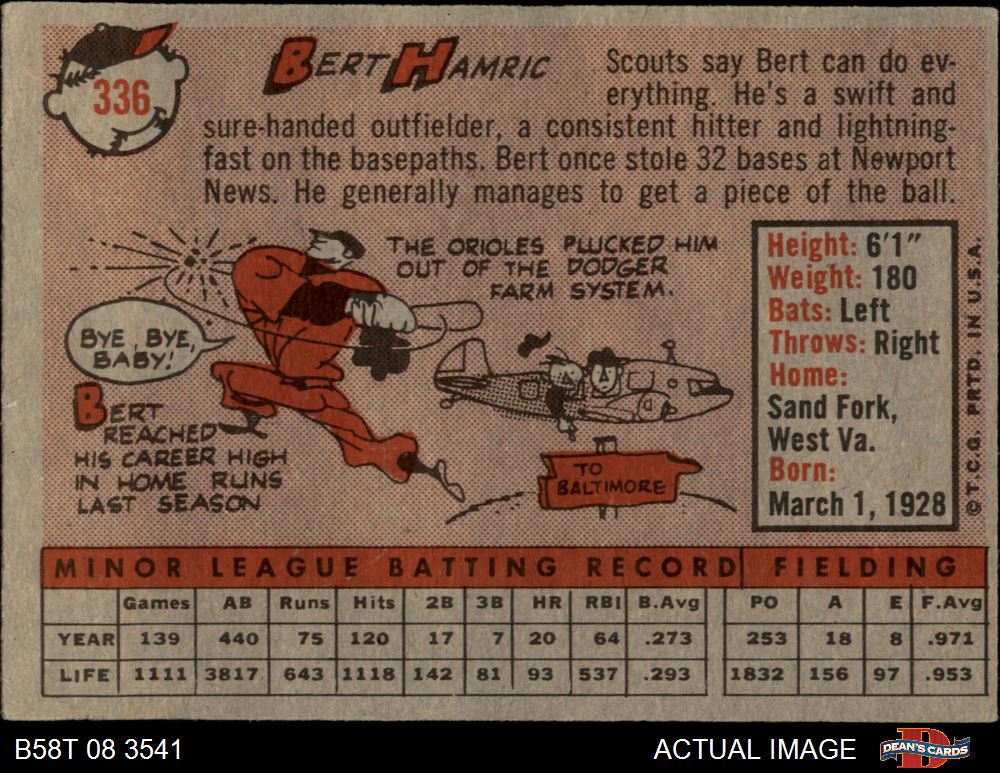 336
BERT HAMRIC
Scouts say Bert can do ev-
erything. He's a swift and
sure-handed outfielder, a consistent hitter and lightning-
fast on the basepaths. Bert once stole 32 bases at Newport
News. He generally manages to get a piece of the ball.
THE ORIOLES PLUCKED HIM
OUT OF THE DODGER
FARM SYSTEM.
BYE, BYE,
BABY!
BERT
REACHED
HIS CAREER HIGH
IN HOME RUNS
LAST SEASON
TO
BALTIMORE
Height: 6'1"
Weight: 180
Bats: Left
Throws: Right
Home:
Sand Fork,
West Va.
Born:
March 1, 1928
©T.C.G. PRTD. IN U.S.A.
MINOR LEAGUE BATTING RECORD FIELDING
Games AB Runs Hits 2B 3B HR RBI B.Avg PO A E F.Avg
YEAR 139 440 75 120 17 7 20 64 .273 253 18 8 .971
LIFE 1111 3817 643 1118 142 81 93 537 .293 1832 156 97 .953
B58T 08 3541
ACTUAL IMAGE
DEAN'S CARDS